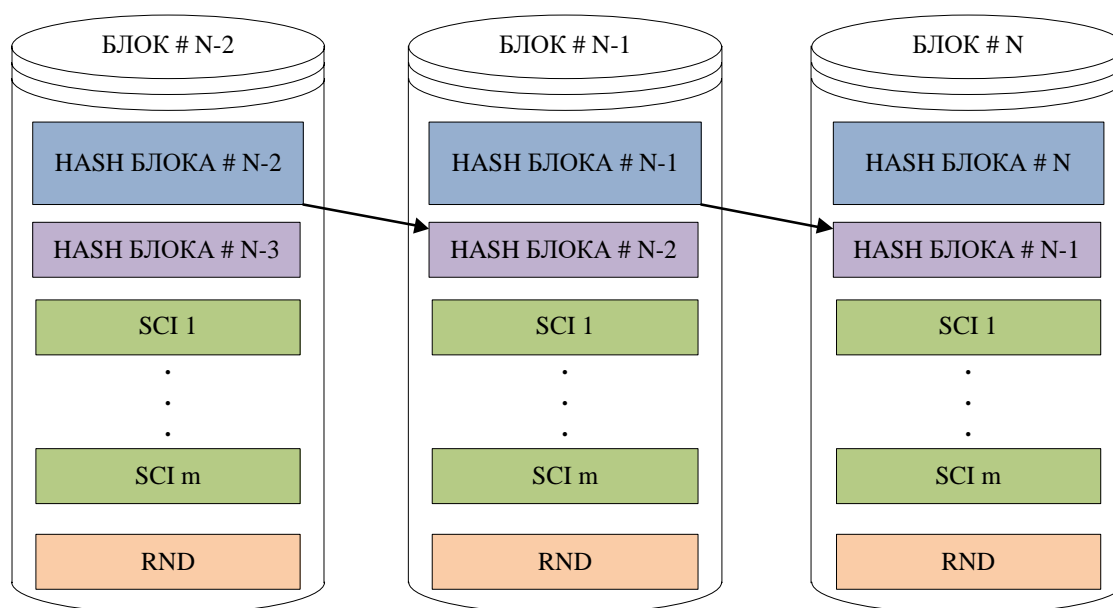 БЛОК # N-2
HASH БЛОКА # N-2
HASH БЛОКА # N-3
SCI 1
.
.
.
SCI m
RND
БЛОК # N-1
HASH БЛОКА # N-1
HASH БЛОКА # N-2
SCI 1
.
.
.
SCI m
RND
БЛОК # N
HASH БЛОКА # N
HASH БЛОКА # N-1
SCI 1
.
.
.
SCI m
RND